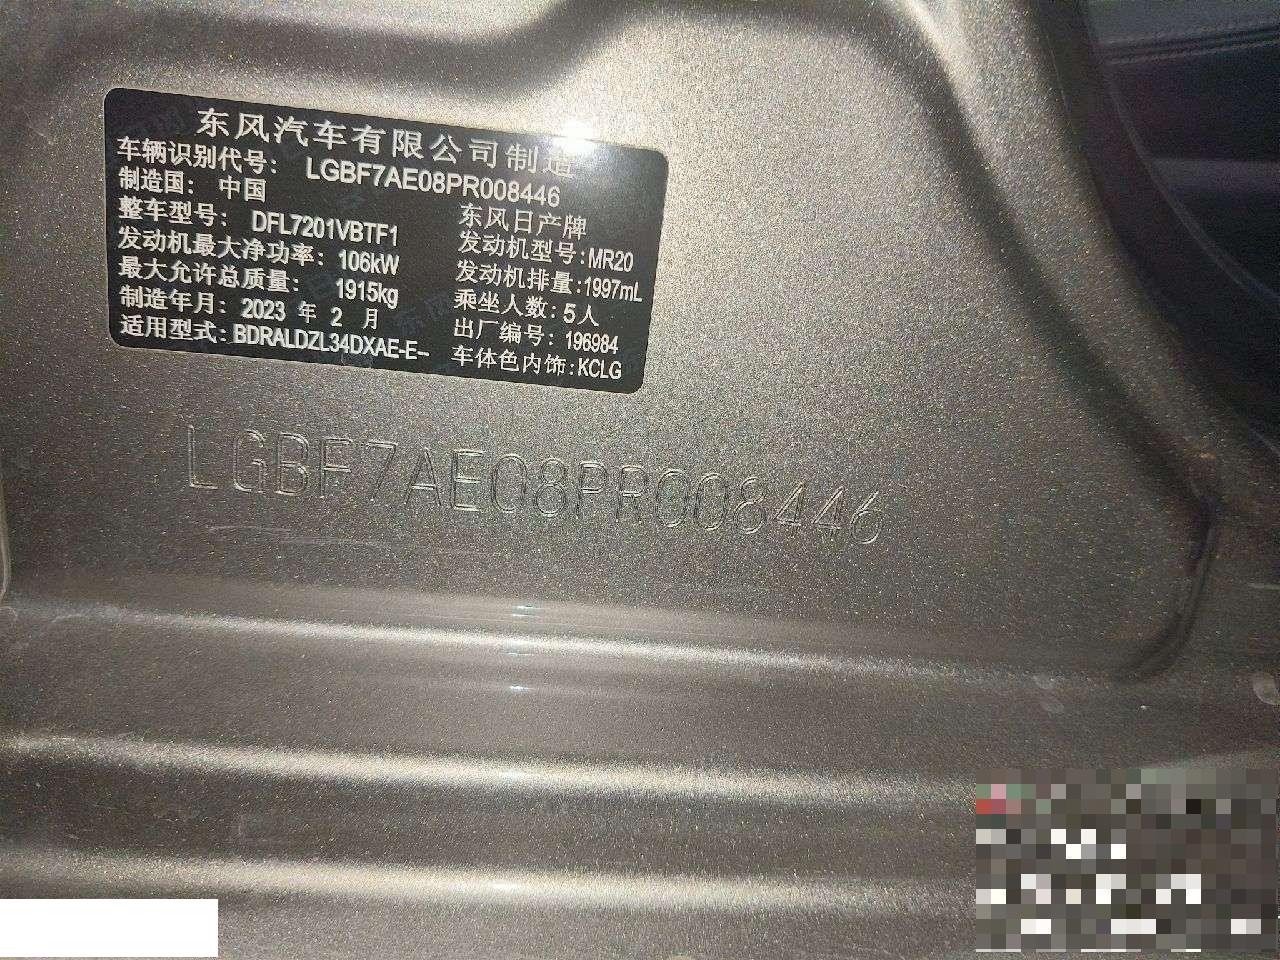 东风汽车有限公司制造
车辆识别代号: LGBF7AE08PR008446
制造国: 中国 东风日产牌
整车型号: DFL7201VBTF1 发动机型号:MR20
发动机最大净功率: 106kW 发动机排量:1997mL
最大允许总质量: 1915kg 乘坐人数:5人
制造年月: 2023 年 2 月 出厂编号: 196984
适用型式:BDRALDZL34DXAE-E-- 车体色内饰:KCLG
LGBF7AE08PR008446